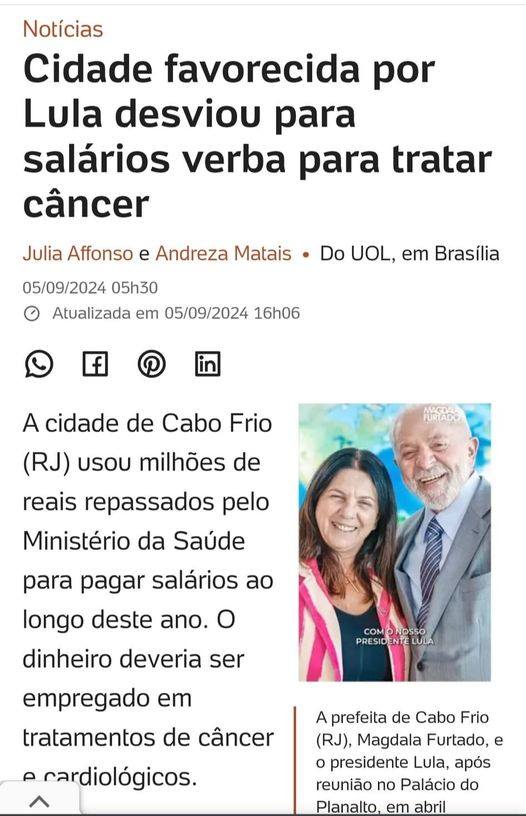 Notícias
Cidade favorecida por
Lula desviou para
salários verba para tratar
câncer
Julia Affonso e Andreza Matais • Do UOL, em Brasília
05/09/2024 05h30
Atualizada em 05/09/2024 16h06
A cidade de Cabo Frio
(RJ) usou milhões de
reais repassados pelo
Ministério da Saúde
para pagar salários ao
longo deste ano. O
dinheiro deveria ser
empregado em
tratamentos de câncer
e cardiológicos.
MAGDALA
FURTADO
COM O NOSSO
PRESIDENTE LULA
A prefeita de Cabo Frio
(RJ), Magdala Furtado, e
o presidente Lula, após
reunião no Palácio do
Planalto, em abril